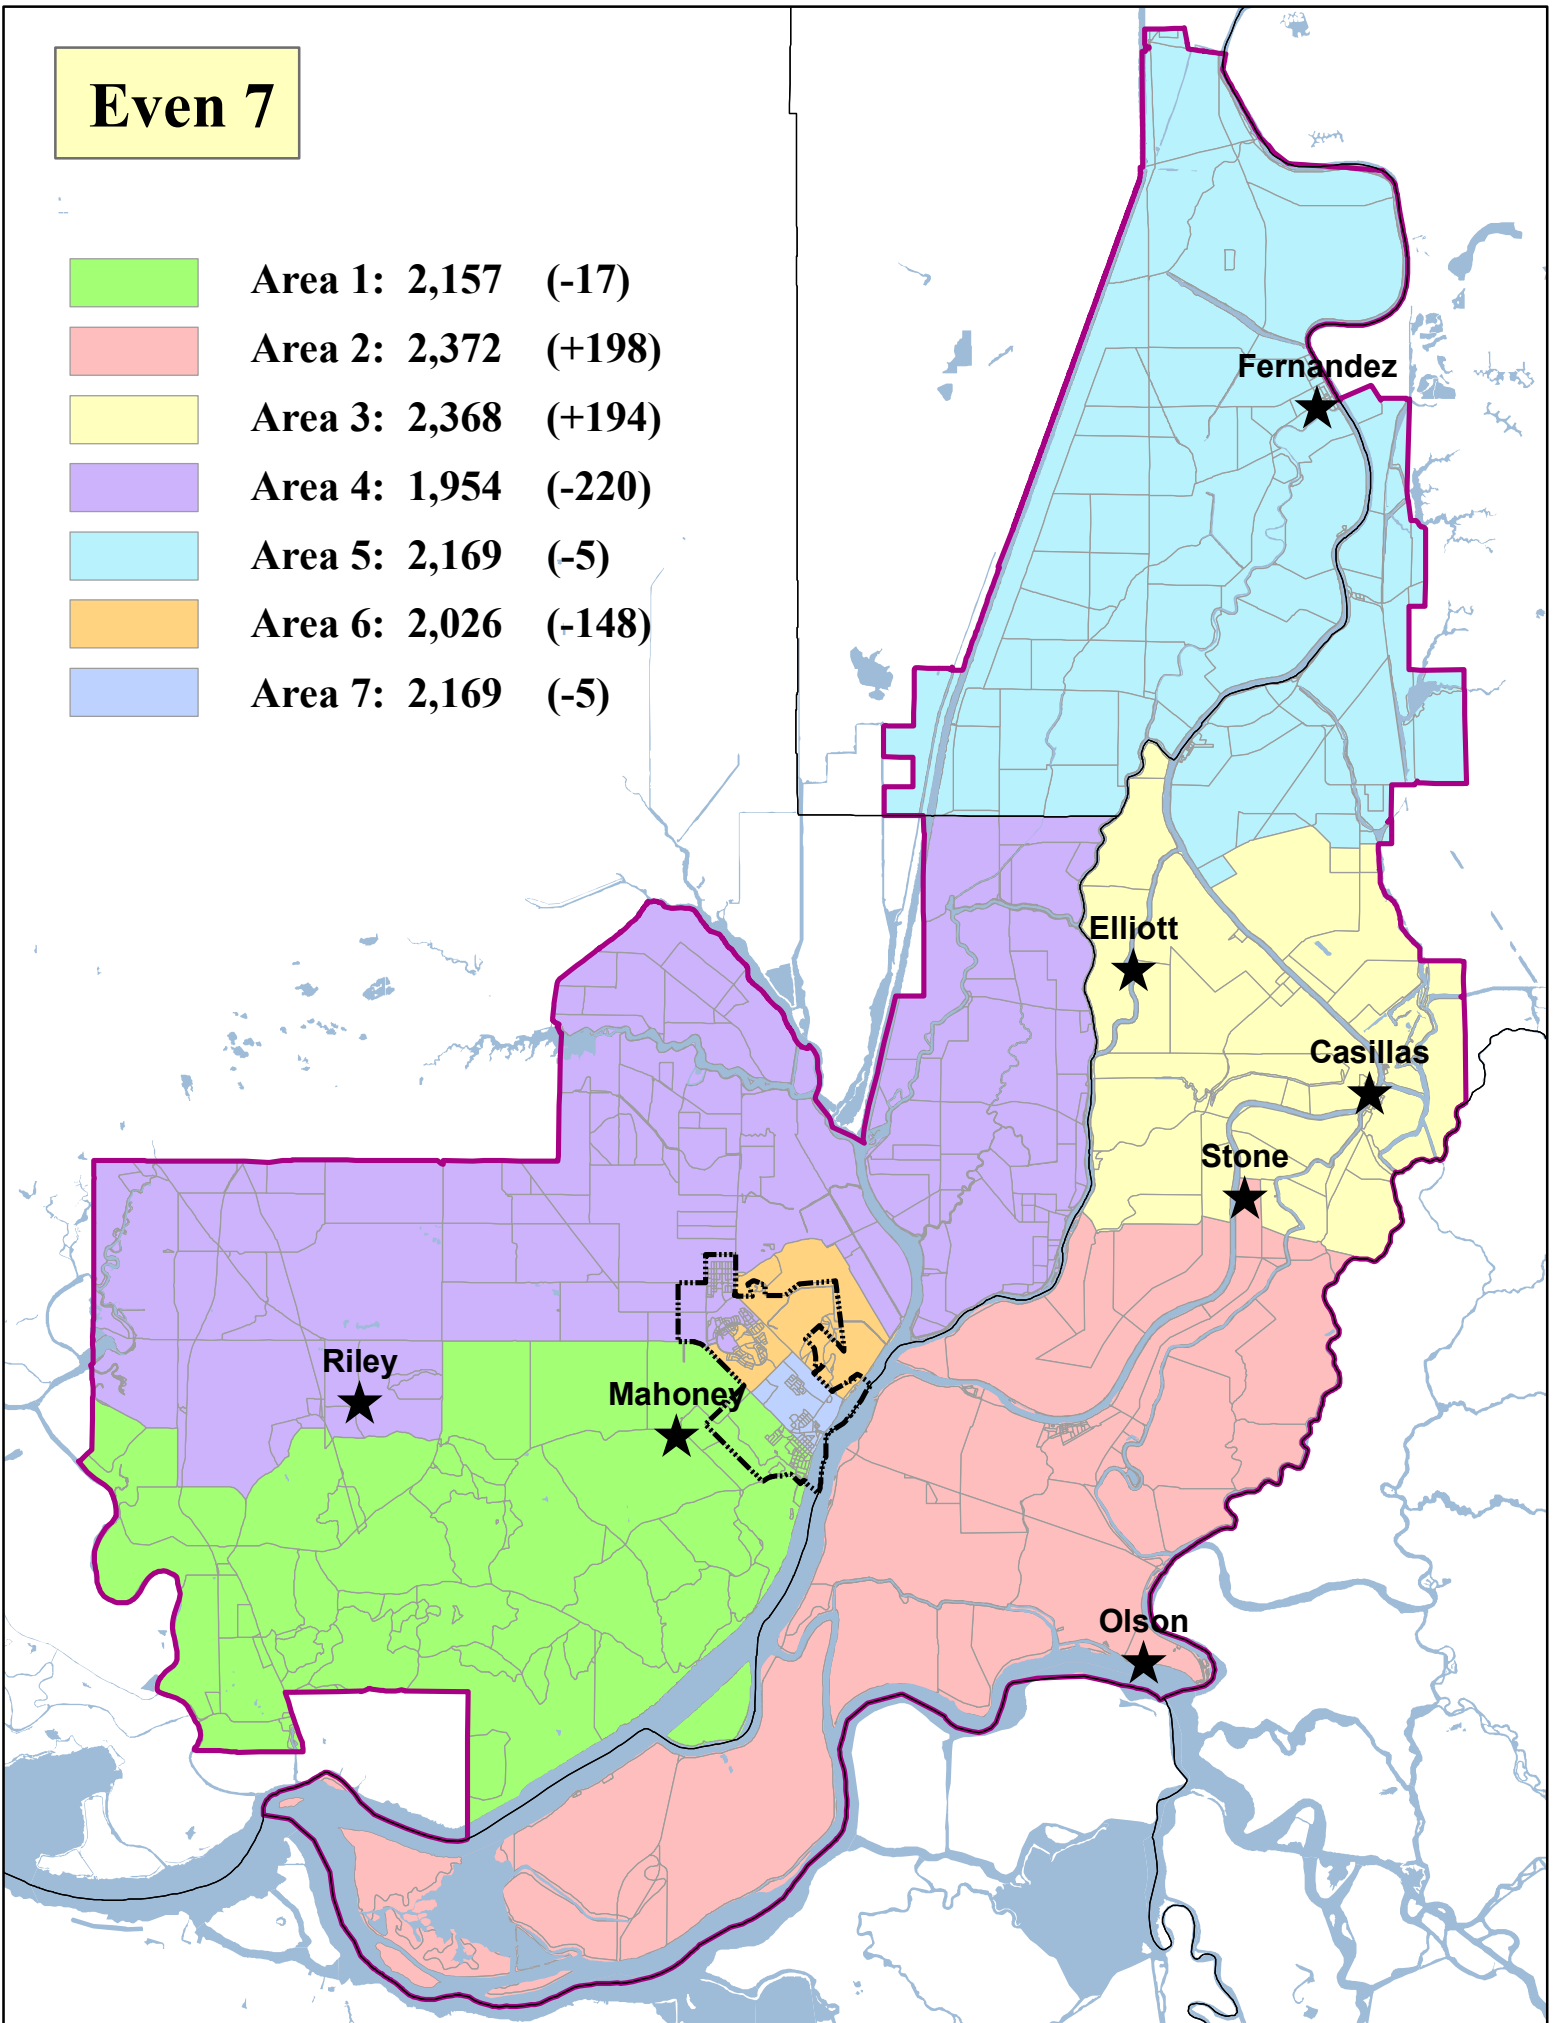 Even 7
Area 1: 2,157 (-17)
Area 2: 2,372 (+198)
Area 3: 2,368 (+194)
Area 4: 1,954 (-220)
Area 5: 2,169 (-5)
Area 6: 2,026 (-148)
Area 7: 2,169 (-5)
Fernandez
Elliott
Casillas
Stone
Riley
Mahoney
Olson